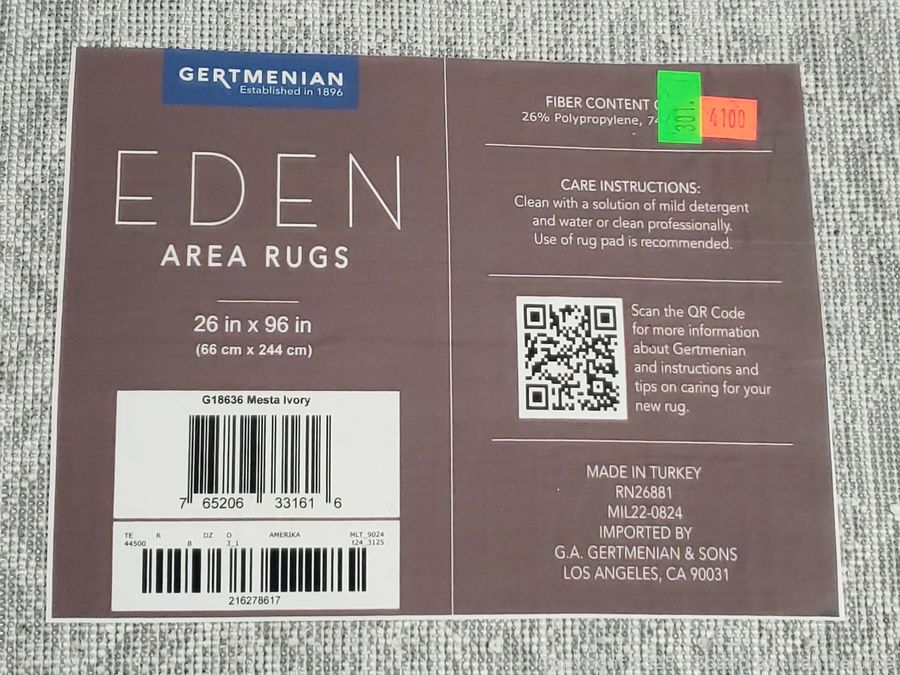 GERTMENIAN
Established in 1896
EDEN
AREA RUGS
26 in x 96 in
(66 cm x 244 cm)
G18636 Mesta Ivory
7 65206 33161 6
TE R DZ O AMERIKA MLT_9024
44500 B 3_1 t24_3125
216278617
FIBER CONTENT
26% Polypropylene,
301.
4100
CARE INSTRUCTIONS:
Clean with a solution of mild detergent
and water or clean professionally.
Use of rug pad is recommended.
Scan the QR Code
for more information
about Gertmenian
and instructions and
tips on caring for your
new rug.
MADE IN TURKEY
RN26881
MIL22-0824
IMPORTED BY
G.A. GERTMENIAN & SONS
LOS ANGELES, CA 90031